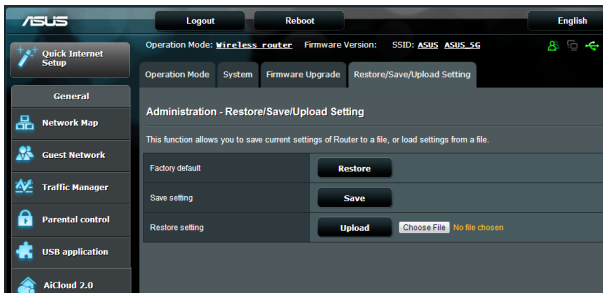 ASUS
Logout
Reboot
English
Quick Internet
Setup
Operation Mode: Wireless router Firmware Version: SSID: ASUS ASUS_5G
Operation Mode
System
Firmware Upgrade
Restore/Save/Upload Setting
General
Network Map
Guest Network
Traffic Manager
Parental control
USB application
AiCloud 2.0
Administration - Restore/Save/Upload Setting
This function allows you to save current settings of Router to a file, or load settings from a file.
Factory default
Restore
Save setting
Save
Restore setting
Upload
Choose File No file chosen